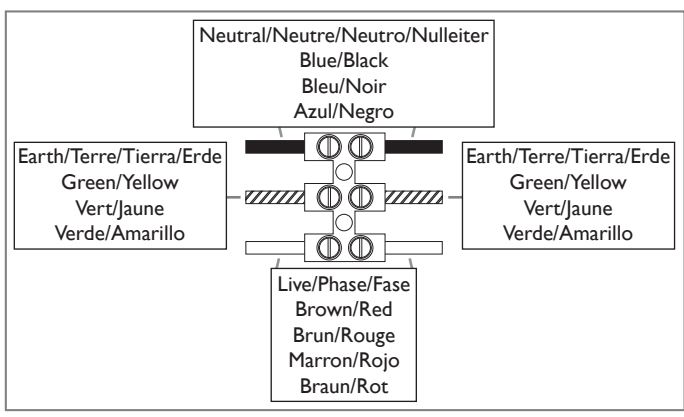 Neutral/Neutre/Neutro/Nulleiter
Blue/Black
Bleu/Noir
Azul/Negro
Earth/Terre/Tierra/Erde
Green/Yellow
Vert/Jaune
Verde/Amarillo
Earth/Terre/Tierra/Erde
Green/Yellow
Vert/Jaune
Verde/Amarillo
Live/Phase/Fase
Brown/Red
Brun/Rouge
Marron/Rojo
Braun/Rot